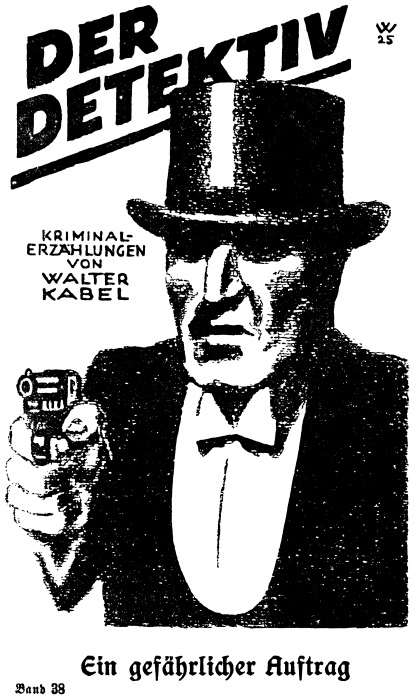 DER
DETEKTIV
W
25
KRIMINAL-
ERZÄHLUNGEN
VON
WALTER
KABEL
Ein gefährlicher Auftrag
Band 38